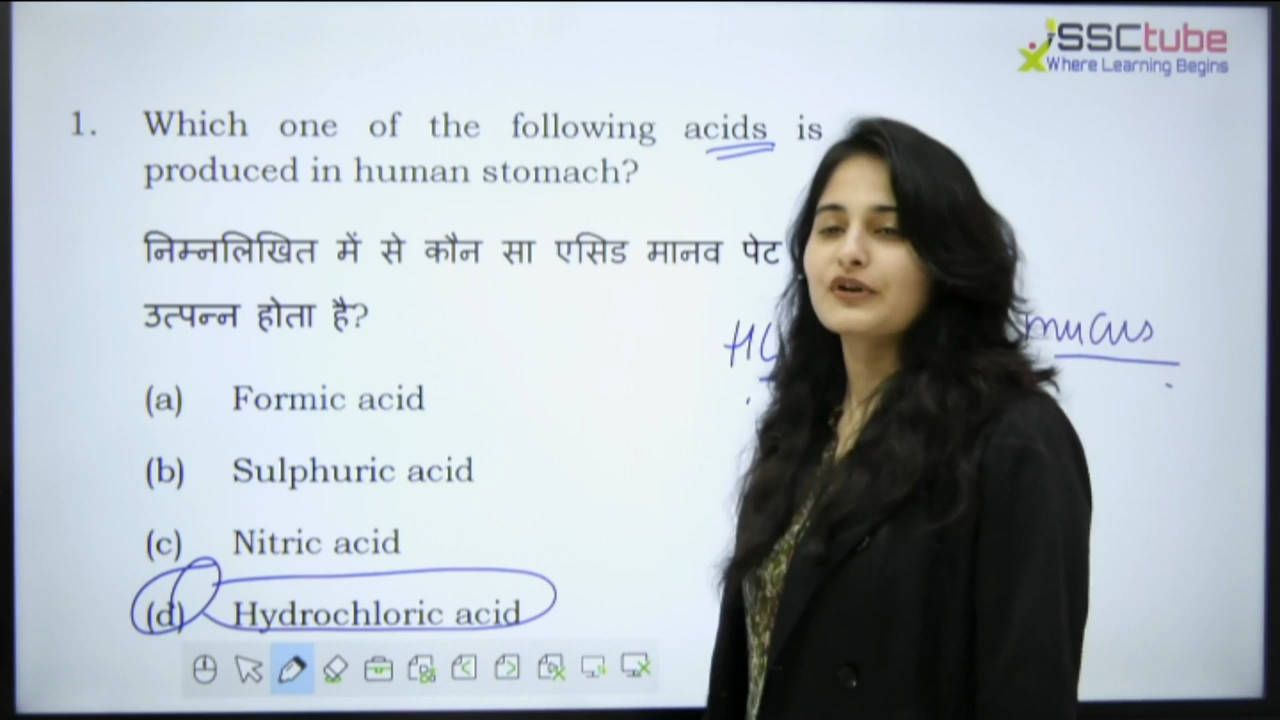 SSCtube
Where Learning Begins
1. Which one of the following acids is
produced in human stomach?
निम्नलिखित में से कौन सा एसिड मानव पेट
उत्पन्न होता है?
mucus
(a) Formic acid
(b) Sulphuric acid
(c) Nitric acid
(d) Hydrochloric acid